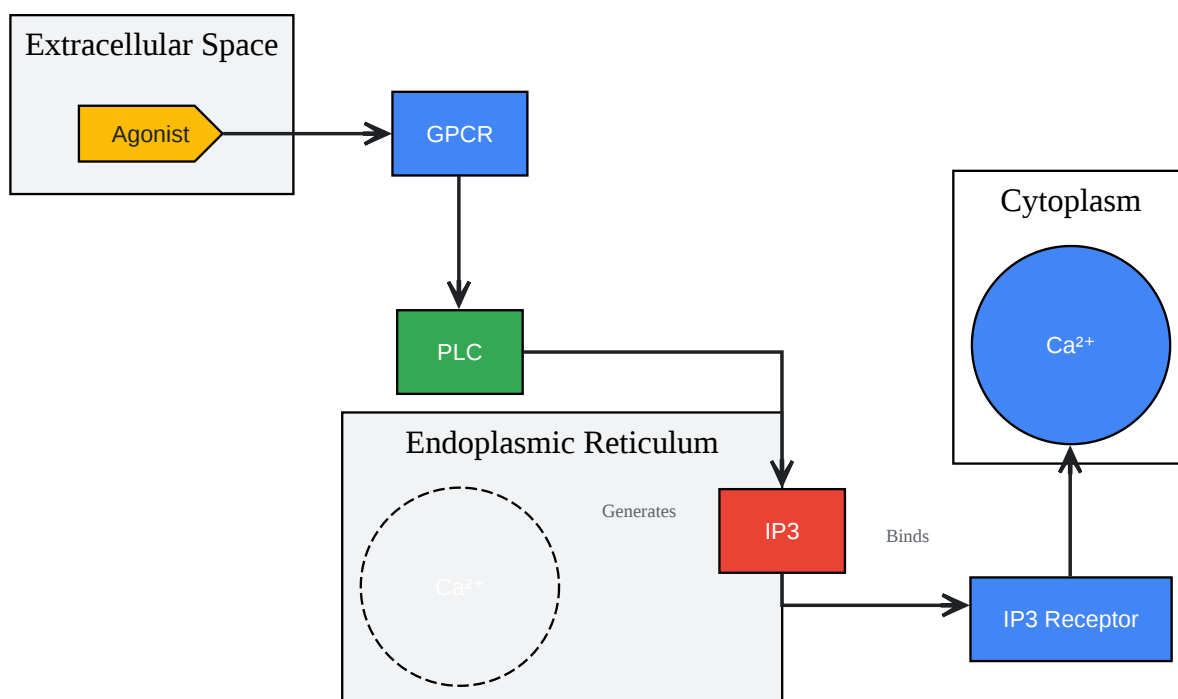 Extracellular Space
Agonist
GPCR
Cytoplasm
Ca²⁺
PLC
Endoplasmic Reticulum
Generates
IP3
Binds
Ca²⁺
IP3 Receptor